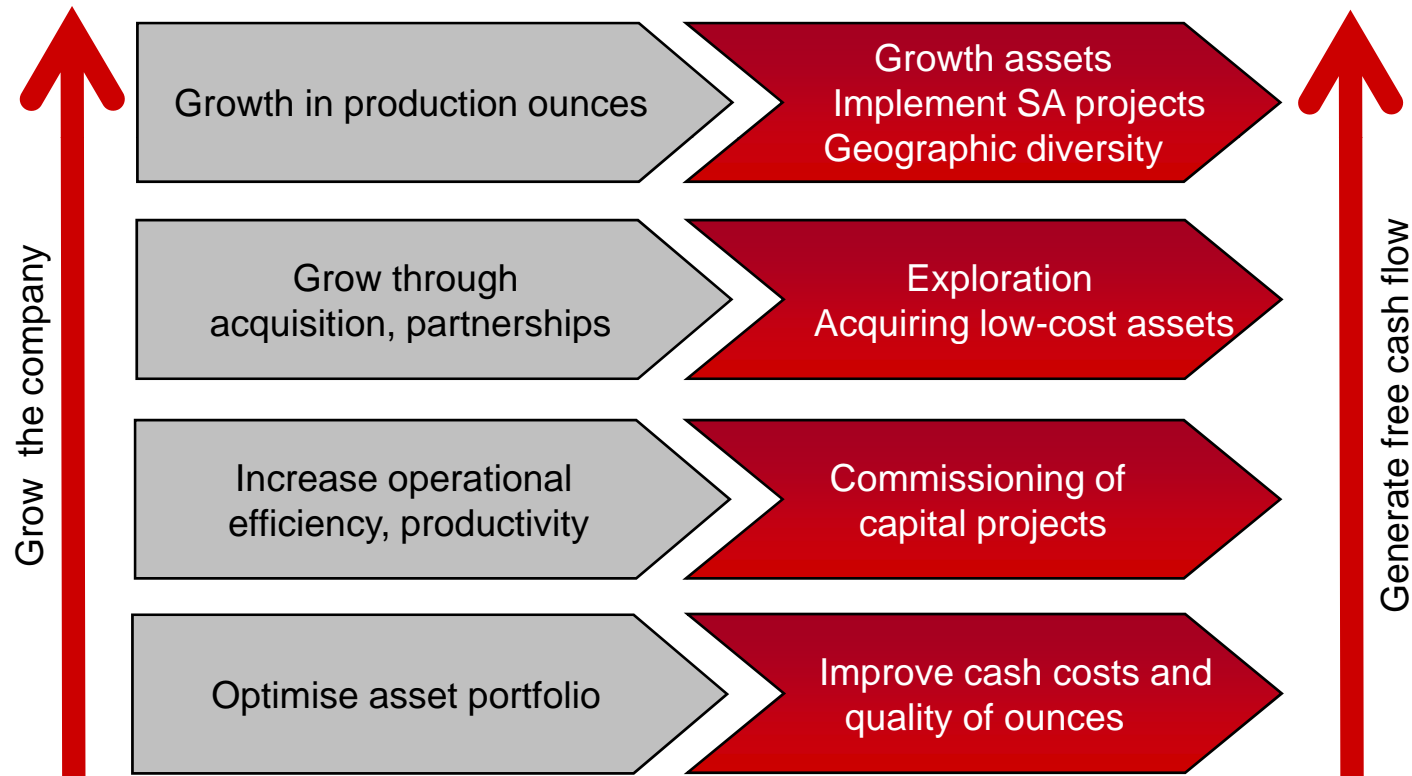 Grow the company
Growth in production ounces
Growth assets
Implement SA projects
Geographic diversity
Grow through
acquisition, partnerships
Exploration
Acquiring low-cost assets
Increase operational
efficiency, productivity
Commissioning of
capital projects
Optimise asset portfolio
Improve cash costs and
quality of ounces
Generate free cash flow